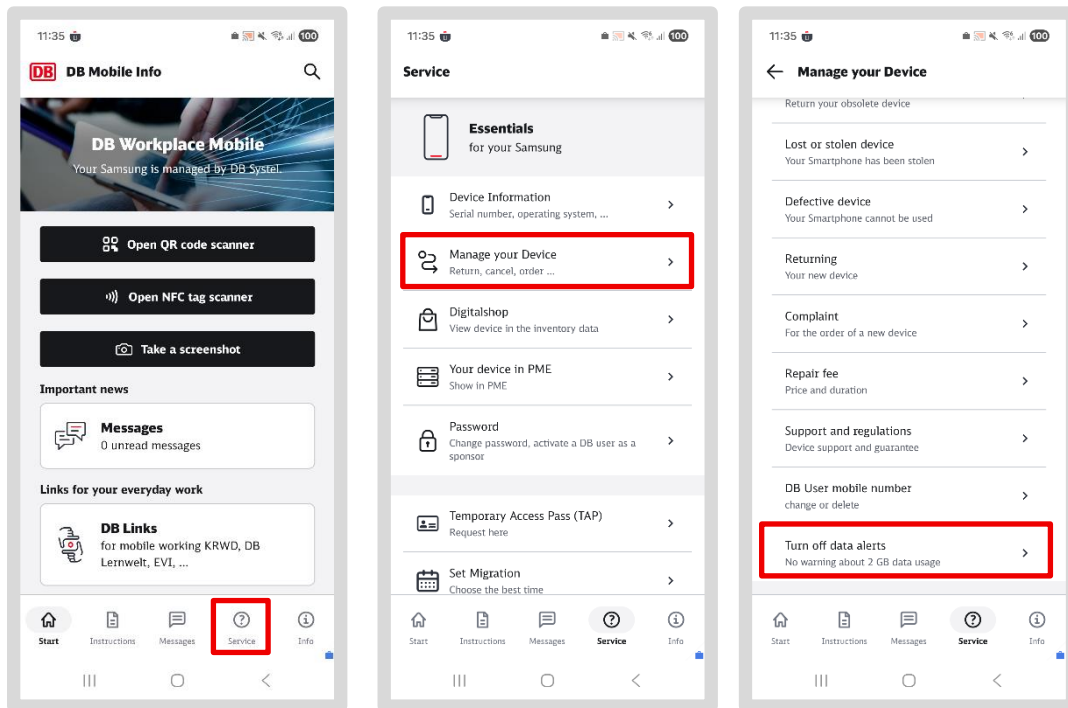 11:35
100
DB DB Mobile Info
DB Workplace Mobile
Your Samsung is managed by DB Systel.
Open QR code scanner
Open NFC tag scanner
Take a screenshot
Important news
Messages
0 unread messages
Links for your everyday work
DB Links
for mobile working KRWD, DB
Lernwelt, EVI, ...
Start Instructions Messages Service Info
11:35
100
Service
Essentials
for your Samsung
Device Information
Serial number, operating system, ...
Manage your Device
Return, cancel, order ...
Digitalshop
View device in the inventory data
Your device in PME
Show in PME
Password
Change password, activate a DB user as a
sponsor
Temporary Access Pass (TAP)
Request here
Set Migration
Choose the best time
Start Instructions Messages Service Info
11:35
100
Manage your Device
Return your obsolete device
Lost or stolen device
Your Smartphone has been stolen
Defective device
Your Smartphone cannot be used
Returning
Your new device
Complaint
For the order of a new device
Repair fee
Price and duration
Support and regulations
Device support and guarantee
DB User mobile number
change or delete
Turn off data alerts
No warning about 2 GB data usage
Start Instructions Messages Service Info